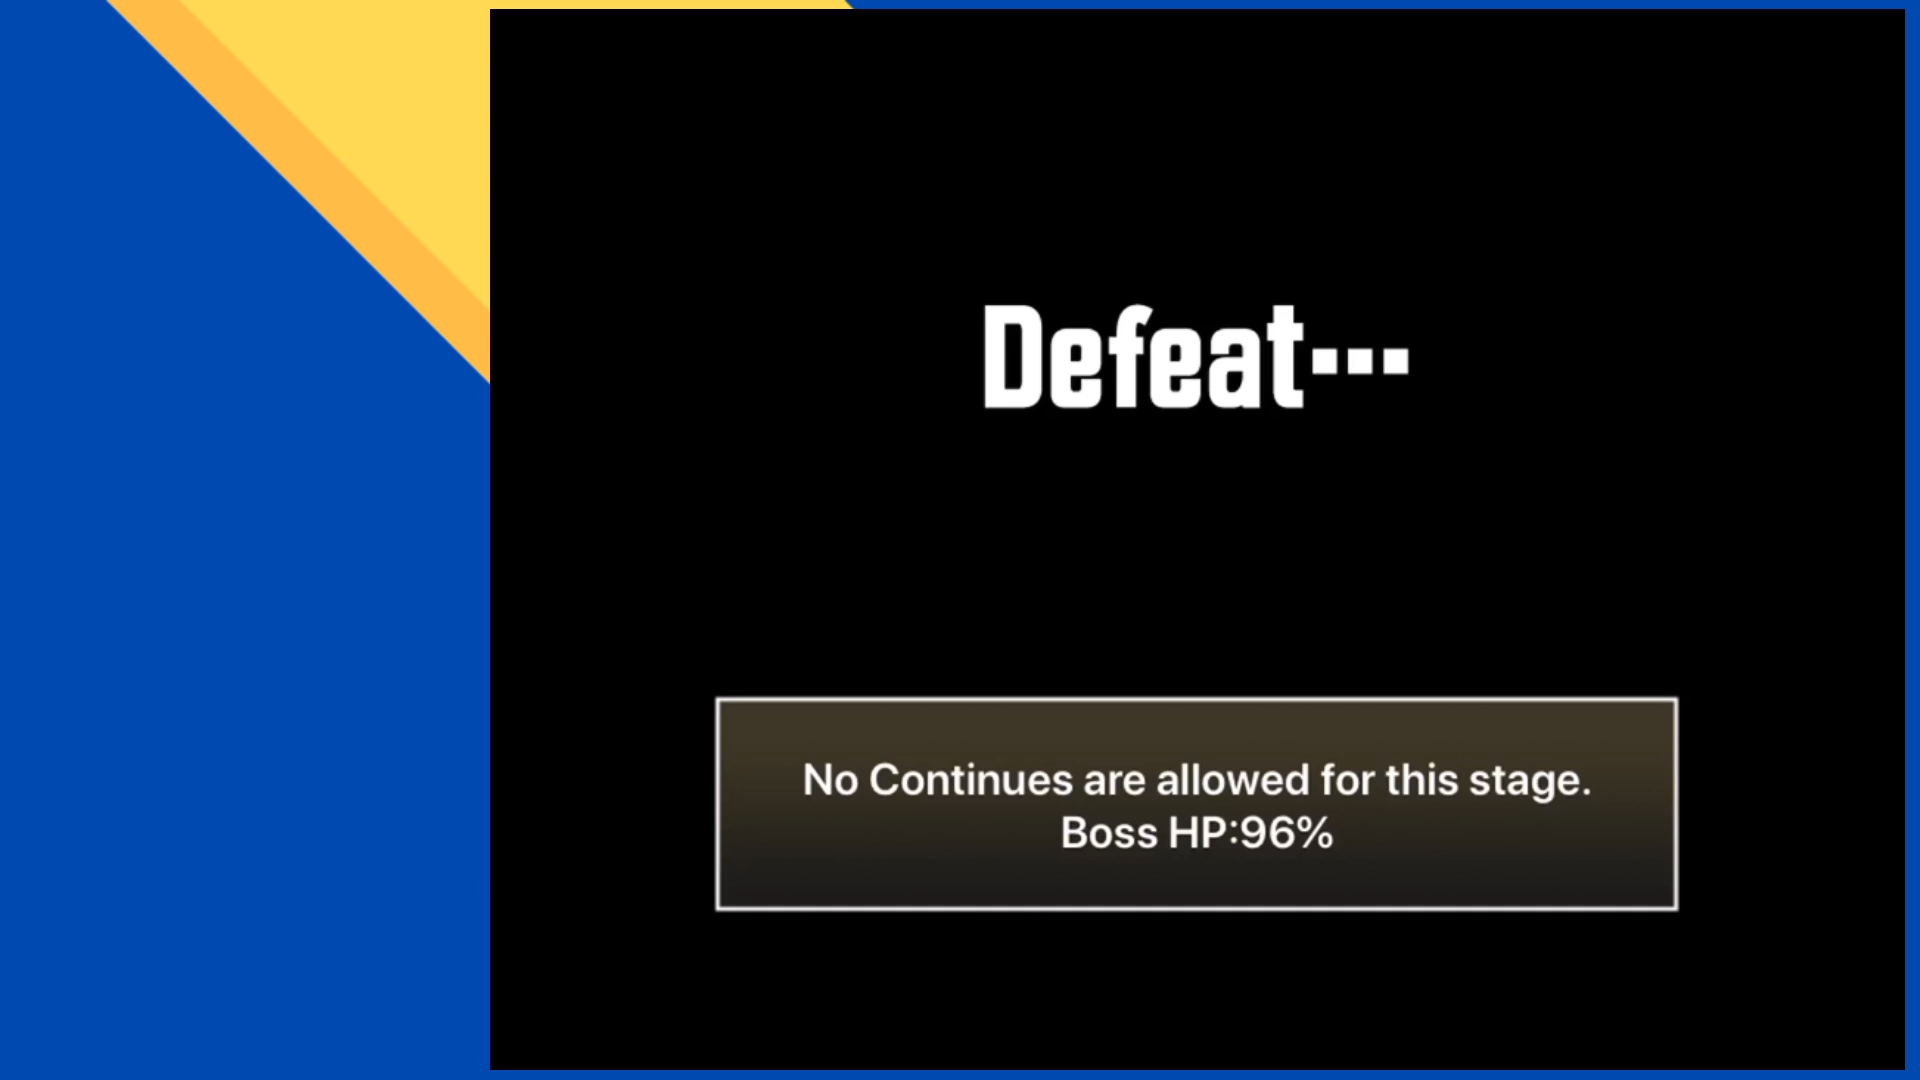 Defeat···
No Continues are allowed for this stage.
Boss HP:96%